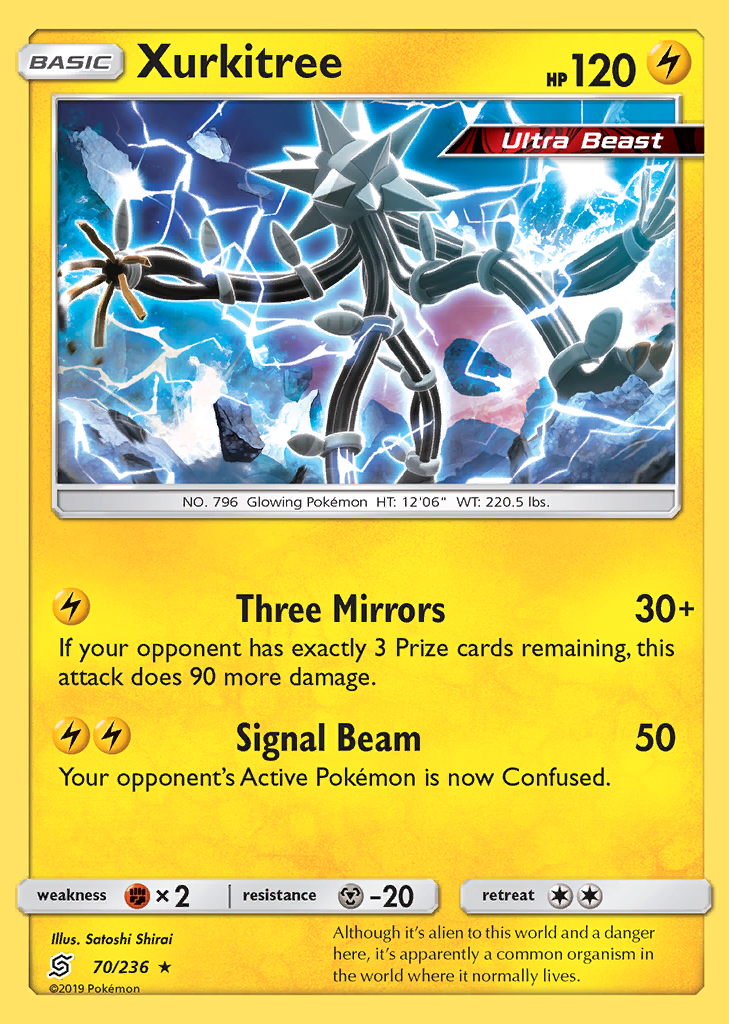 BASIC Xurkitree HP 120
Ultra Beast
NO. 796 Glowing Pokémon HT: 12'06" WT: 220.5 lbs.
Three Mirrors 30+
If your opponent has exactly 3 Prize cards remaining, this
attack does 90 more damage.
Signal Beam 50
Your opponent's Active Pokémon is now Confused.
weakness × 2 resistance –20 retreat
Illus. Satoshi Shirai
70/236 ★
©2019 Pokémon
Although it's alien to this world and a danger
here, it's apparently a common organism in
the world where it normally lives.